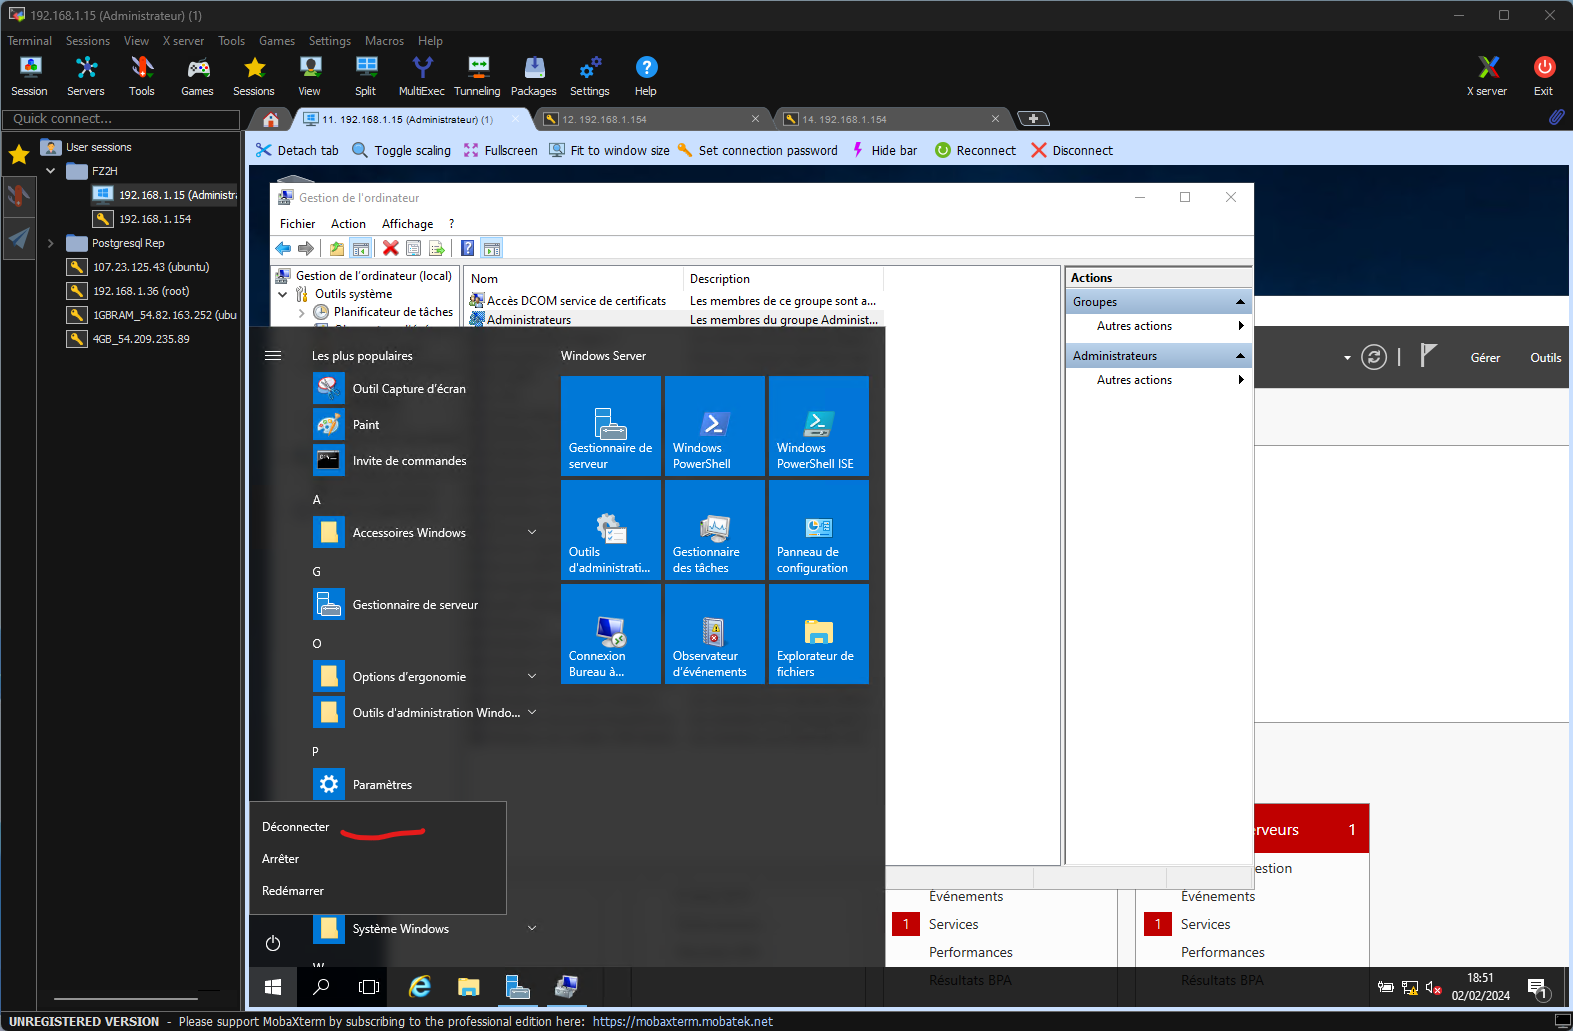 192.168.1.15 (Administrateur) (1)
Terminal Sessions View X server Tools Games Settings Macros Help
Session Servers Tools Games Sessions View Split MultiExec Tunneling Packages Settings Help X server Exit
Quick connect...
11. 192.168.1.15 (Administrateur) (1)
12. 192.168.1.154
14. 192.168.1.154
Detach tab Toggle scaling Fullscreen Fit to window size Set connection password Hide bar Reconnect Disconnect
User sessions
FZ2H
192.168.1.15 (Administra
192.168.1.154
Postgresql Rep
107.23.125.43 (ubuntu)
192.168.1.36 (root)
1GBRAM_54.82.163.252 (ubu
4GB_54.209.235.89
Gestion de l'ordinateur
Fichier Action Affichage ?
Gestion de l'ordinateur (local)
Outils système
Planificateur de tâches
Nom Description
Accès DCOM service de certificats Les membres de ce groupe sont a...
Administrateurs Les membres du groupe Administ...
Actions
Groupes
Autres actions
Administrateurs
Autres actions
Gérer Outils
Les plus populaires
Outil Capture d'écran
Paint
Invite de commandes
A
Accessoires Windows
G
Gestionnaire de serveur
O
Options d'ergonomie
Outils d'administration Windo...
P
Paramètres
Déconnecter
Arrêter
Redémarrer
Système Windows
W
Windows Server
Gestionnaire de serveur
Windows PowerShell
Windows PowerShell ISE
Outils d'administrati...
Gestionnaire des tâches
Panneau de configuration
Connexion Bureau à...
Observateur d'événements
Explorateur de fichiers
erveurs 1
estion
Événements
1 Services
Performances
Résultats BPA
Événements
1 Services
Performances
Résultats BPA
18:51
02/02/2024
1
UNREGISTERED VERSION - Please support MobaXterm by subscribing to the professional edition here: https://mobaxterm.mobatek.net